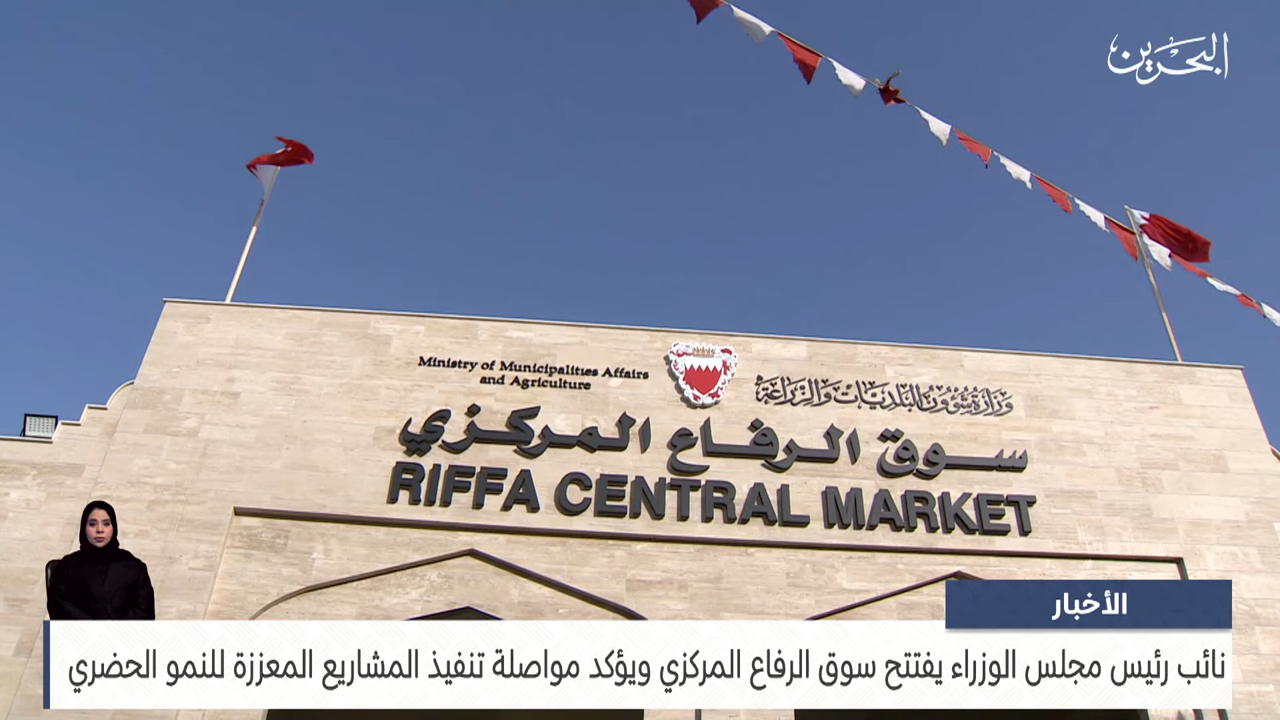 البحرين
Ministry of Municipalities Affairs
and Agriculture
وزارة شؤون البلديات والزراعة
سوق الرفاع المركزي
RIFFA CENTRAL MARKET
الأخبار
نائب رئيس مجلس الوزراء يفتتح سوق الرفاع المركزي ويؤكد مواصلة تنفيذ المشاريع المعززة للنمو الحضري